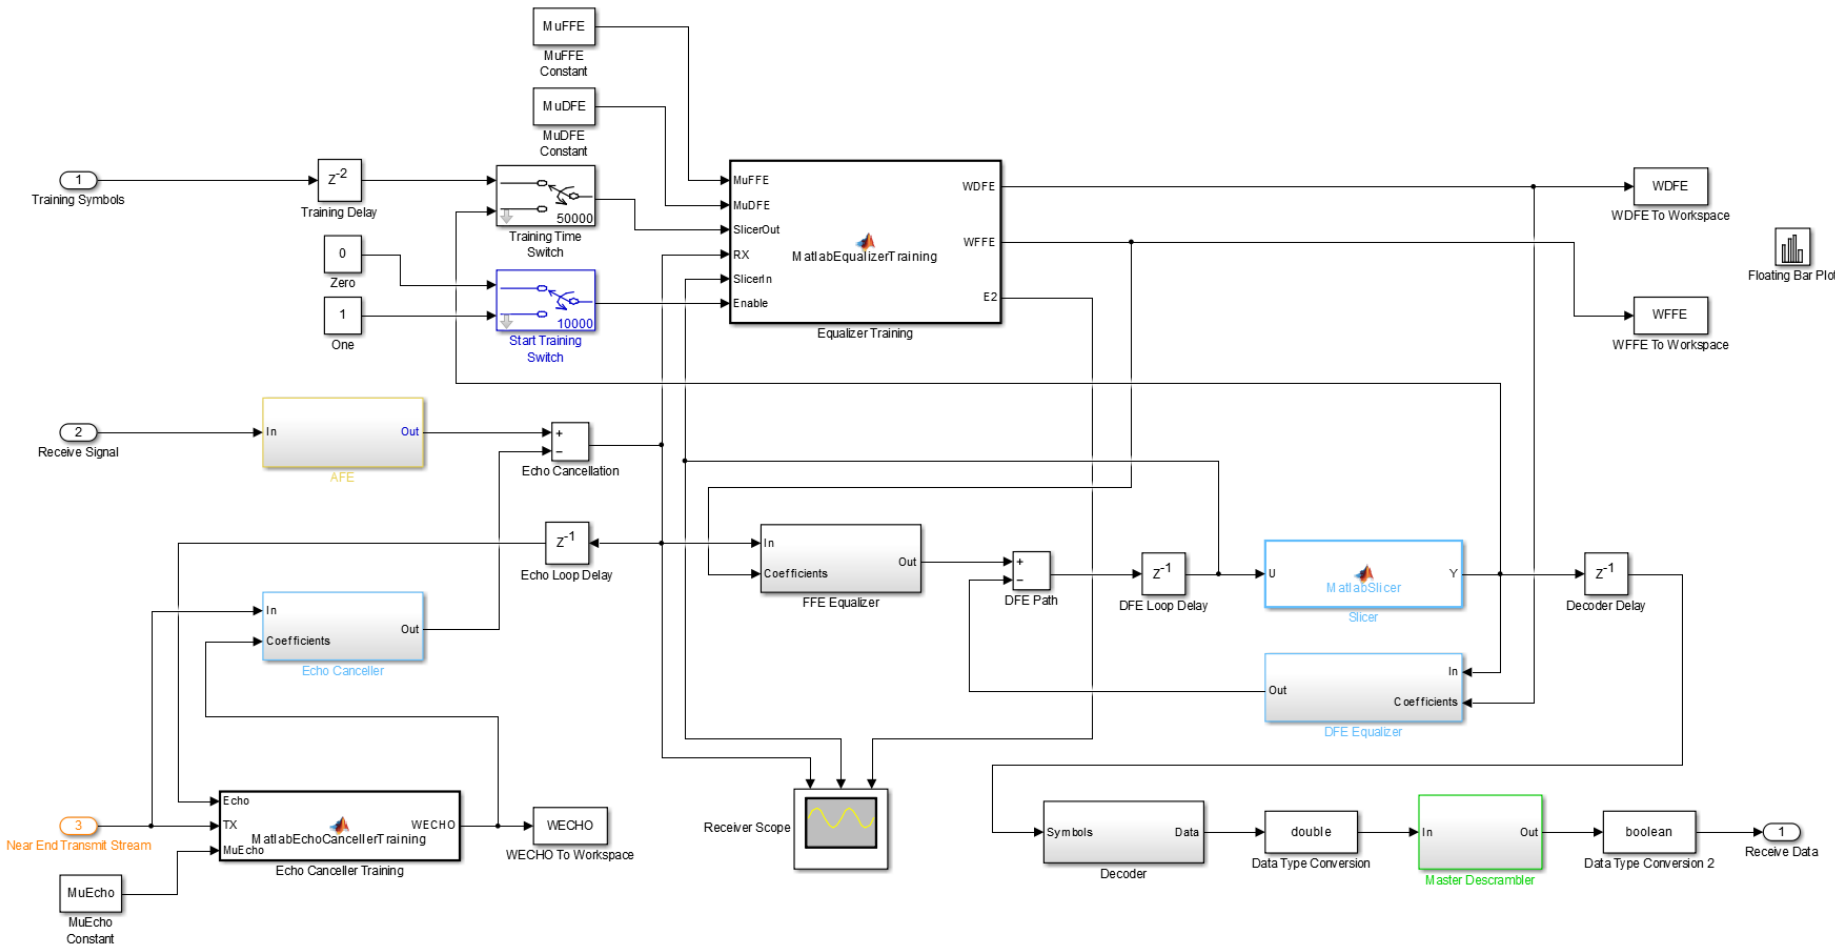 MuFFE
MuFFE
Constant
MuDFE
MuDFE
Constant
1
Training Symbols
Z-2
Training Delay
50000
Training Time
Switch
0
Zero
1
One
10000
Start Training
Switch
MuFFE
MuDFE
SlicerOut
RX
SlicerIn
Enable
MatlabEqualizerTraining
WDFE
WFFE
E2
Equalizer Training
WDFE
WDFE To Workspace
WFFE
WFFE To Workspace
Floating Bar Plot
2
Receive Signal
In
Out
AFE
+
−
Echo Cancellation
Z-1
Echo Loop Delay
In
Coefficients
Out
Echo Canceller
In
Coefficients
Out
FFE Equalizer
+
−
DFE Path
Z-1
DFE Loop Delay
U
MatlabSlicer
Y
Slicer
Z-1
Decoder Delay
In
Out
Coefficients
DFE Equalizer
3
Near End Transmit Stream
MuEcho
MuEcho
Constant
Echo
TX
MuEcho
MatlabEchoCancellerTraining
WECHO
Echo Canceller Training
WECHO
WECHO To Workspace
Receiver Scope
Symbols
Data
Decoder
double
Data Type Conversion
In
Out
Master Descrambler
boolean
Data Type Conversion 2
1
Receive Data